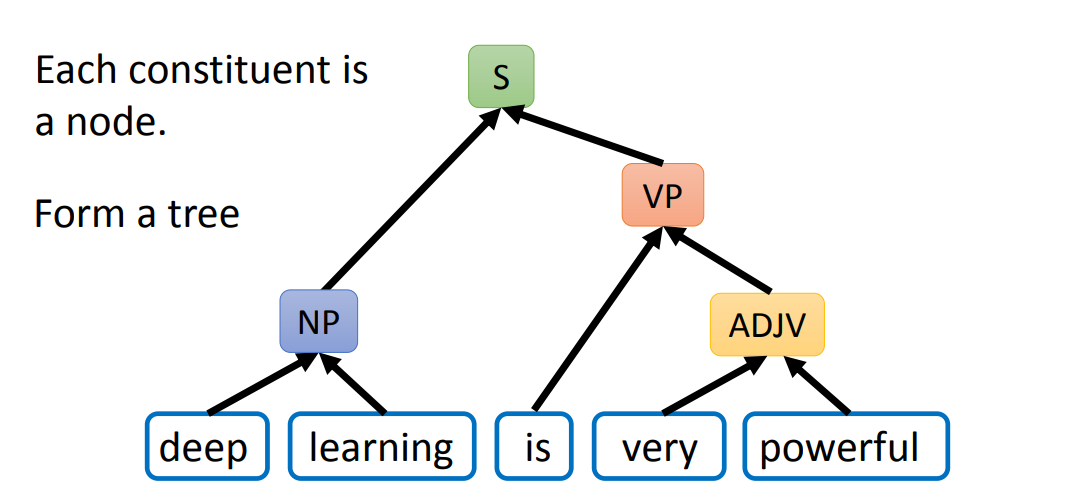 Each constituent is
a node.
Form a tree
S
VP
NP
ADJV
deep learning is very powerful